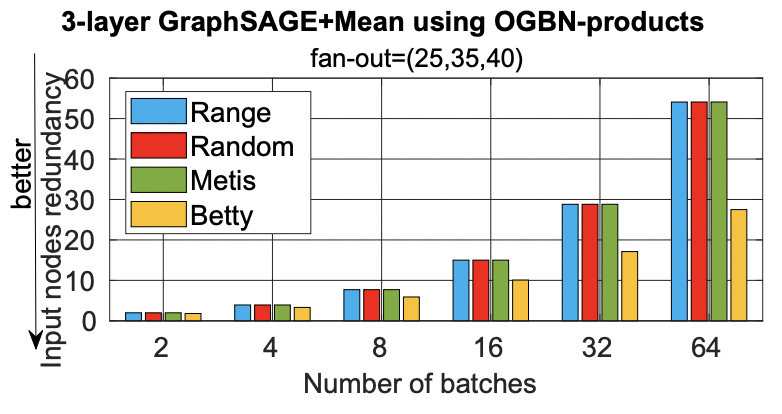 3-layer GraphSAGE+Mean using OGBN-products
fan-out=(25,35,40)
better
Input nodes redundancy
60
50
40
30
20
10
0
Range
Random
Metis
Betty
2 4 8 16 32 64
Number of batches